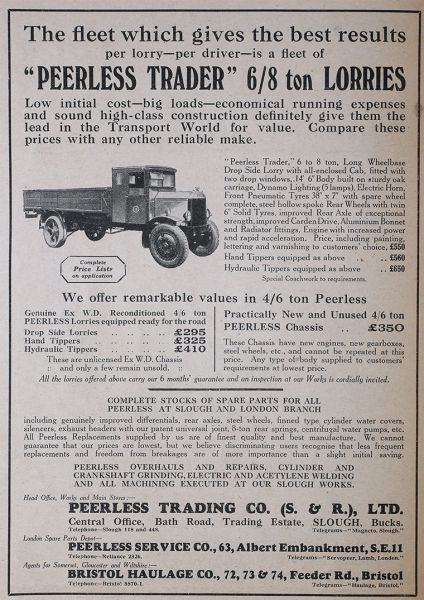 The fleet which gives the best results
per lorry—per driver—is a fleet of
"PEERLESS TRADER" 6/8 ton LORRIES
Low initial cost—big loads—economical running expenses
and sound high-class construction definitely give them the
lead in the Transport World for value. Compare these
prices with any other reliable make.
"Peerless Trader," 6 to 8 ton, Long Wheelbase
Drop Side Lorry with all-enclosed Cab, fitted with
two drop windows, 14' 6" Body built on sturdy oak
carriage, Dynamo Lighting (5 lamps), Electric Horn,
Front Pneumatic Tyres 38" x 7" with spare wheel
complete, steel hollow spoke Rear Wheels with twin
6" Solid Tyres, improved Rear Axle of exceptional
strength, improved Carden Drive, Aluminium Bonnet
and Radiator fittings, Engine with increased power
and rapid acceleration. Price, including painting,
lettering and varnishing to customers' choice, £550
Hand Tippers equipped as above .. £560
Hydraulic Tippers equipped as above .. £650
Special Coachwork to requirements.
Complete
Price Lists
on application
We offer remarkable values in 4/6 ton Peerless
Genuine Ex W.D. Reconditioned 4/6 ton
PEERLESS Lorries equipped ready for the road
Drop Side Lorries .. .. .. .. £295
Hand Tippers .. .. .. .. £325
Hydraulic Tippers .. .. .. .. £410
These are unlicensed Ex W.D. Chassis
:: and only a few remain unsold. ::
Practically New and Unused 4/6 ton
PEERLESS Chassis .. £350
These Chassis have new engines, new gearboxes,
steel wheels, etc., and cannot be repeated at this
price. Any type of body supplied to customers'
requirements at lowest price.
All the lorries offered above carry our 6 months' guarantee and an inspection at our Works is cordially invited.
COMPLETE STOCKS OF SPARE PARTS FOR ALL
PEERLESS AT SLOUGH AND LONDON BRANCH
including genuinely improved differentials, rear axles, steel wheels, finned type cylinder water covers,
silencers, exhaust headers with our patent universal joint, 8-ton rear springs, centrifugal water pumps, etc.
All Peerless Replacements supplied by us are of finest quality and best manufacture. We cannot
guarantee that our prices are lowest, but we believe discriminating users recognise that less frequent
replacements and freedom from breakages are of more importance than a slight initial saving.
PEERLESS OVERHAULS AND REPAIRS, CYLINDER AND
CRANKSHAFT GRINDING, ELECTRIC AND ACETYLENE WELDING
AND ALL MACHINING EXECUTED AT OUR SLOUGH WORKS.
Head Office, Works and Main Stores :—
PEERLESS TRADING CO. (S. & R.), LTD.
Central Office, Bath Road, Trading Estate, SLOUGH, Bucks.
Telephone—Slough 118 and 448. Telegrams—"Magneto, Slough."
London Spare Parts Depot—
PEERLESS SERVICE CO., 63, Albert Embankment, S.E.11
Telephone—Reliance 2326. Telegrams—"Servopeer, Lamb, London."
Agents for Somerset, Gloucester and Wiltshire :—
BRISTOL HAULAGE CO., 72, 73 & 74, Feeder Rd., Bristol
Telephone—Bristol 5570-1. Telegrams—"Haulage, Bristol."